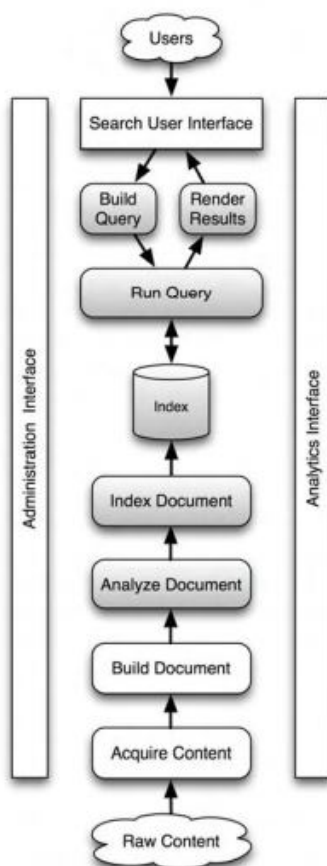 Users
Search User Interface
Build
Query
Render
Results
Run Query
Index
Index Document
Analyze Document
Build Document
Acquire Content
Raw Content
Administration Interface
Analytics Interface